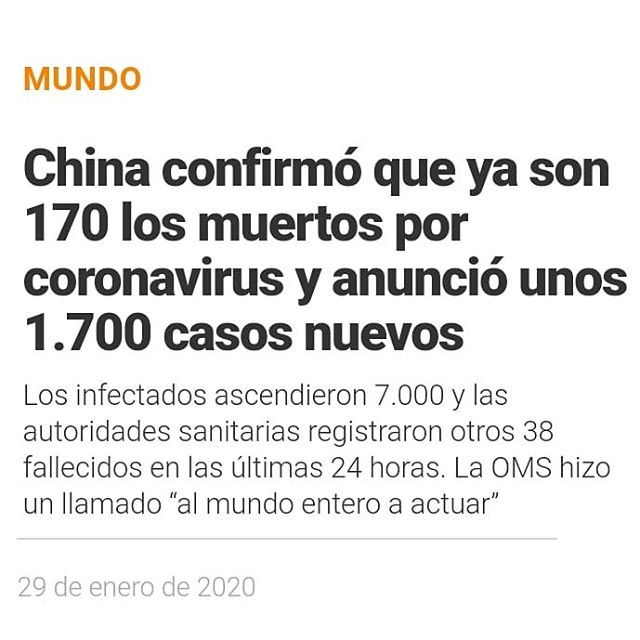 MUNDO
China confirmó que ya son
170 los muertos por
coronavirus y anunció unos
1.700 casos nuevos
Los infectados ascendieron 7.000 y las
autoridades sanitarias registraron otros 38
fallecidos en las últimas 24 horas. La OMS hizo
un llamado “al mundo entero a actuar”
29 de enero de 2020